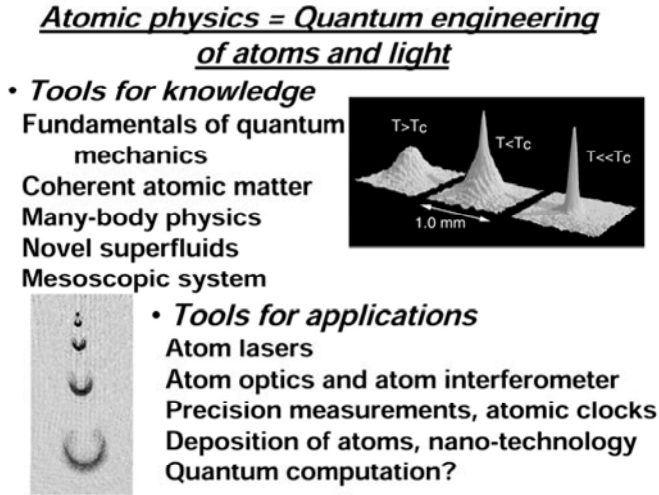 Atomic physics = Quantum engineering
of atoms and light
• Tools for knowledge
Fundamentals of quantum
mechanics
Coherent atomic matter
Many-body physics
Novel superfluids
Mesoscopic system
T>Tc
T<Tc
T<<Tc
1.0 mm
• Tools for applications
Atom lasers
Atom optics and atom interferometer
Precision measurements, atomic clocks
Deposition of atoms, nano-technology
Quantum computation?